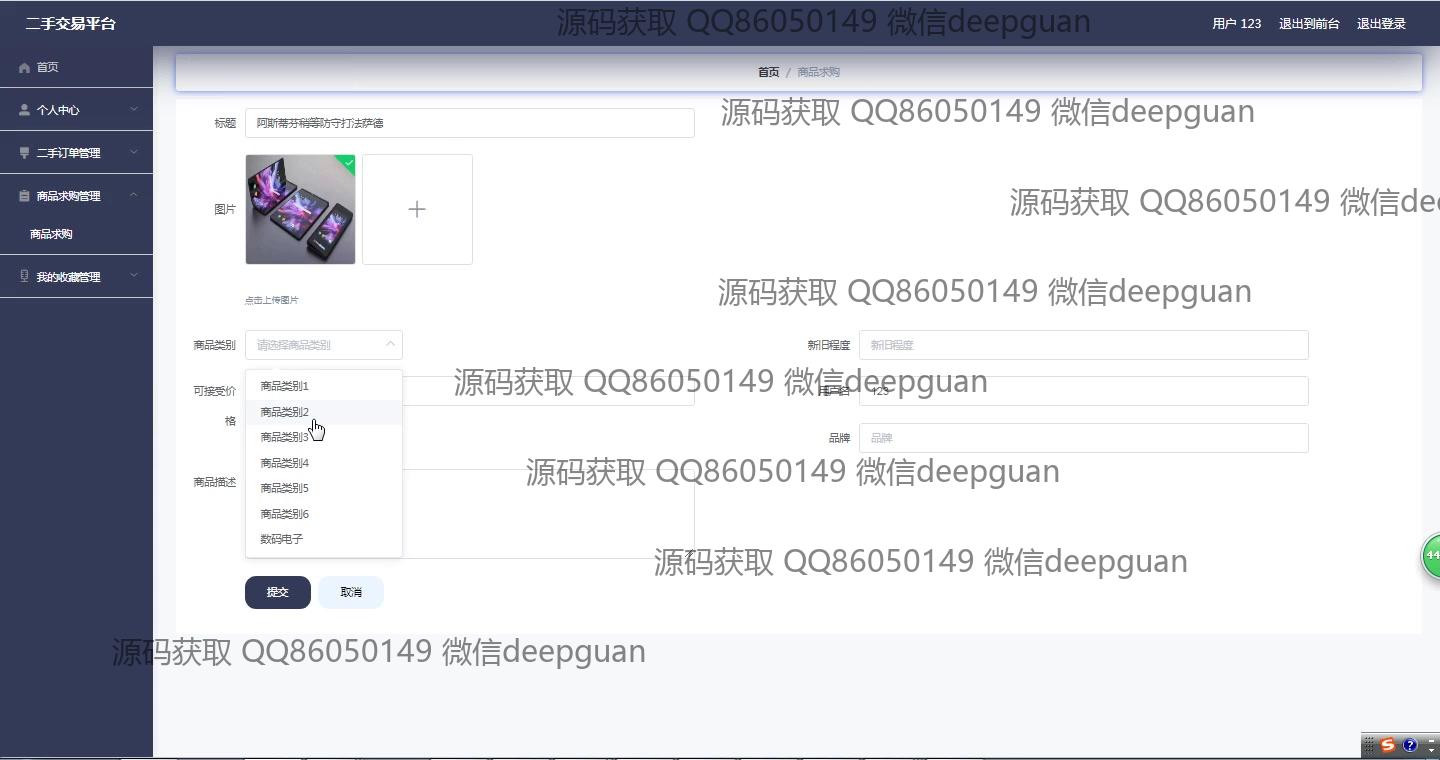 二手交易平台
源码获取 QQ86050149 微信deepguan
用户 123
退出到前台
退出登录
首页
个人中心
二手订单管理
商品求购管理
商品求购
我的收藏管理
首页 / 商品求购
源码获取 QQ86050149 微信deepguan
标题
阿斯蒂芬稍等防守打法萨德
图片
源码获取 QQ86050149 微信dee
点击上传图片
源码获取 QQ86050149 微信deepguan
商品类别
请选择商品类别
新旧程度
新旧程度
可接受价
格
源码获取 QQ86050149 微信deepguan
用户名
123
商品类别1
商品类别2
商品类别3
商品类别4
商品类别5
商品类别6
数码电子
品牌
品牌
源码获取 QQ86050149 微信deepguan
商品描述
源码获取 QQ86050149 微信deepguan
44
提交
取消
源码获取 QQ86050149 微信deepguan